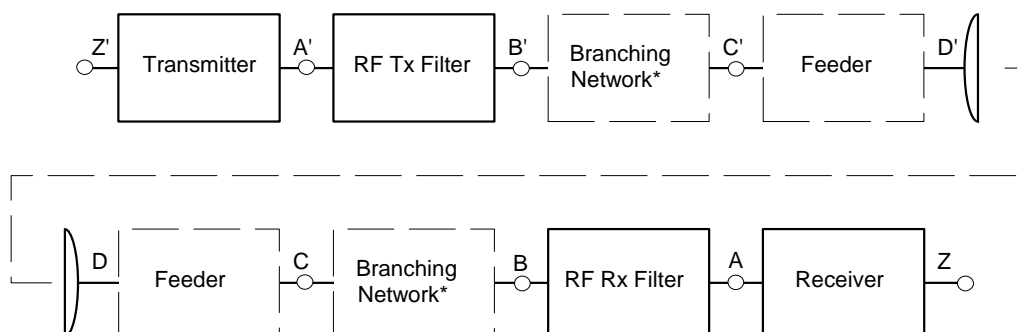 Z'
Transmitter
A'
RF Tx Filter
B'
Branching
Network*
C'
Feeder
D'
D
Feeder
C
Branching
Network*
B
RF Rx Filter
A
Receiver
Z